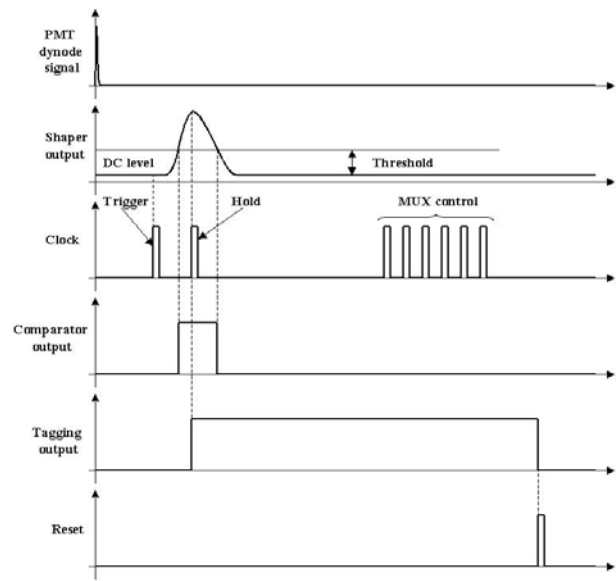 PMT
dynode
signal
Shaper
output
DC level
Threshold
Trigger
Hold
MUX control
Clock
Comparator
output
Tagging
output
Reset